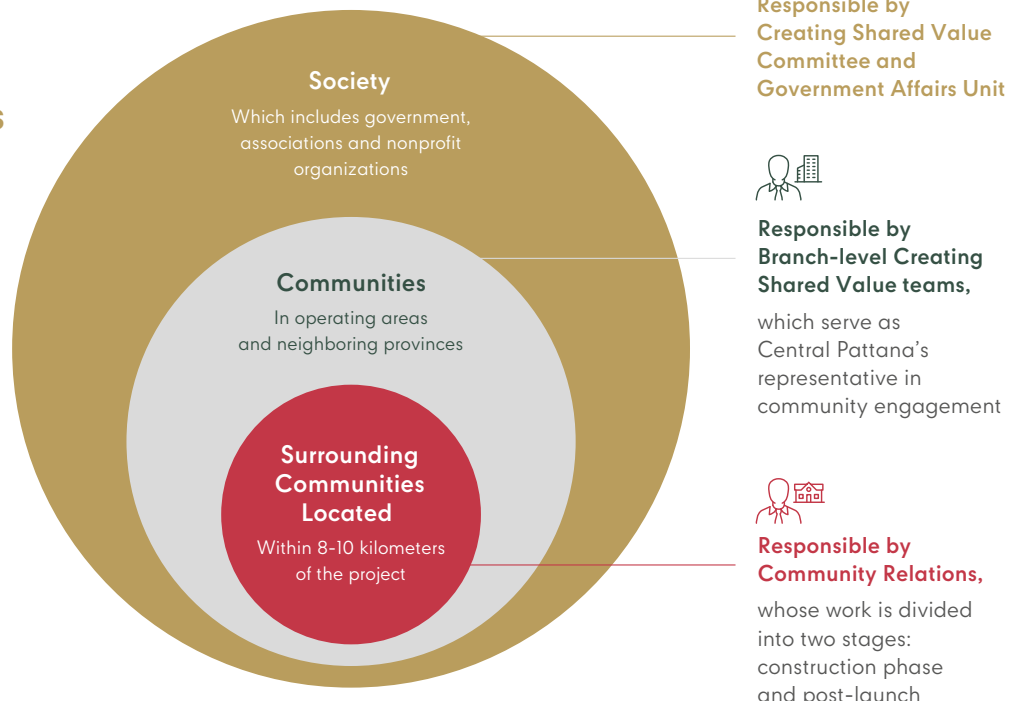 Society
Which includes government,
associations and nonprofit
organizations
Communities
In operating areas
and neighboring provinces
Surrounding
Communities
Located
Within 8-10 kilometers
of the project
Responsible by
Creating Shared Value
Committee and
Government Affairs Unit
Responsible by
Branch-level Creating
Shared Value teams,
which serve as
Central Pattana's
representative in
community engagement
Responsible by
Community Relations,
whose work is divided
into two stages:
construction phase
and post-launch